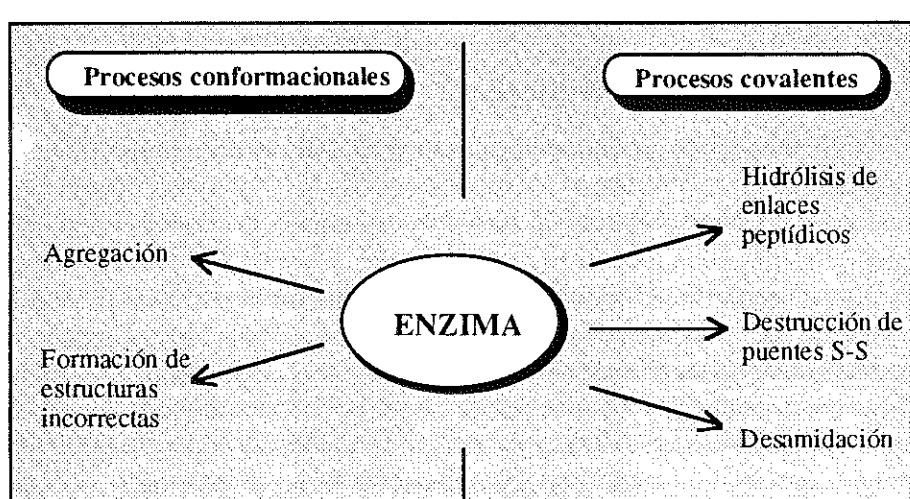 Procesos conformacionales
Procesos covalentes
Agregación
Formación de
estructuras
incorrectas
ENZIMA
Hidrólisis de
enlaces
peptídicos
Destrucción de
puentes S-S
Desamidación